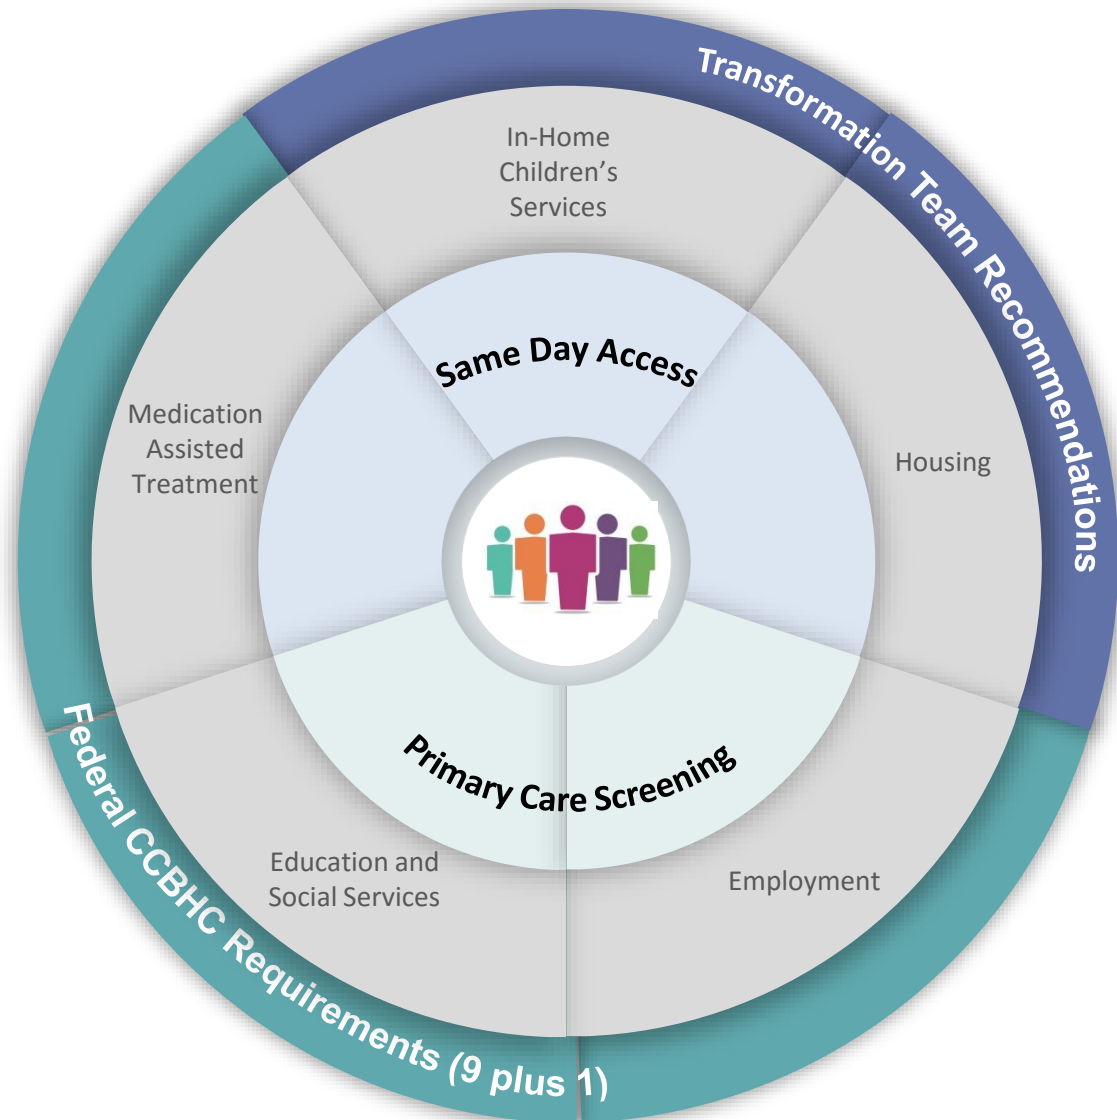 Transformation Team Recommendations
In-Home
Children’s
Services
Same Day Access
Medication
Assisted
Treatment
Housing
Primary Care Screening
Education and
Social Services
Employment
Federal CCBHC Requirements (9 plus 1)